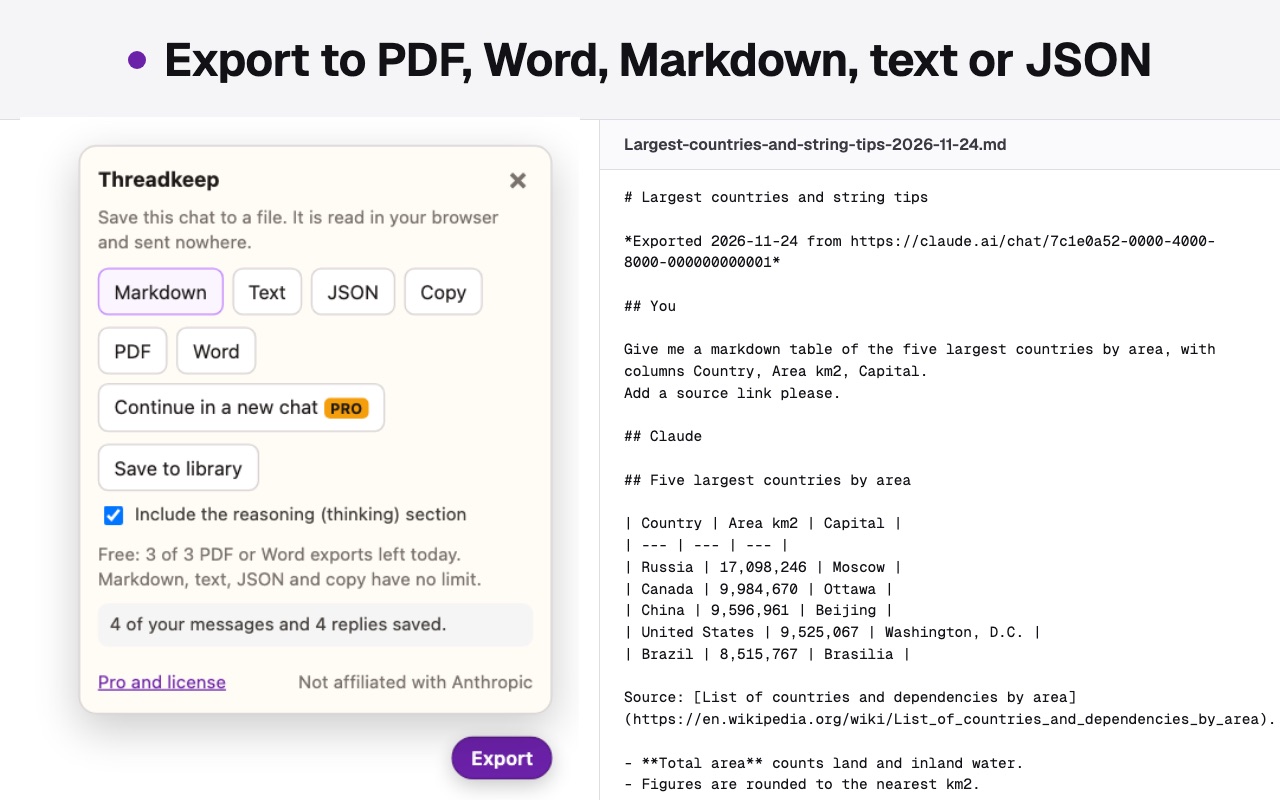 Export to PDF, Word, Markdown, text or JSON
Threadkeep
Save this chat to a file. It is read in your browser
and sent nowhere.
Markdown Text JSON Copy
PDF Word
Continue in a new chat PRO
Save to library
Include the reasoning (thinking) section
Free: 3 of 3 PDF or Word exports left today.
Markdown, text, JSON and copy have no limit.
4 of your messages and 4 replies saved.
Pro and license Not affiliated with Anthropic
Export
Largest-countries-and-string-tips-2026-11-24.md
# Largest countries and string tips
*Exported 2026-11-24 from https://claude.ai/chat/7c1e0a52-0000-4000-
8000-000000000001*
## You
Give me a markdown table of the five largest countries by area, with
columns Country, Area km2, Capital.
Add a source link please.
## Claude
## Five largest countries by area
| Country | Area km2 | Capital |
| --- | --- | --- |
| Russia | 17,098,246 | Moscow |
| Canada | 9,984,670 | Ottawa |
| China | 9,596,961 | Beijing |
| United States | 9,525,067 | Washington, D.C. |
| Brazil | 8,515,767 | Brasilia |
Source: [List of countries and dependencies by area]
(https://en.wikipedia.org/wiki/List_of_countries_and_dependencies_by_area).
- **Total area** counts land and inland water.
- Figures are rounded to the nearest km2.